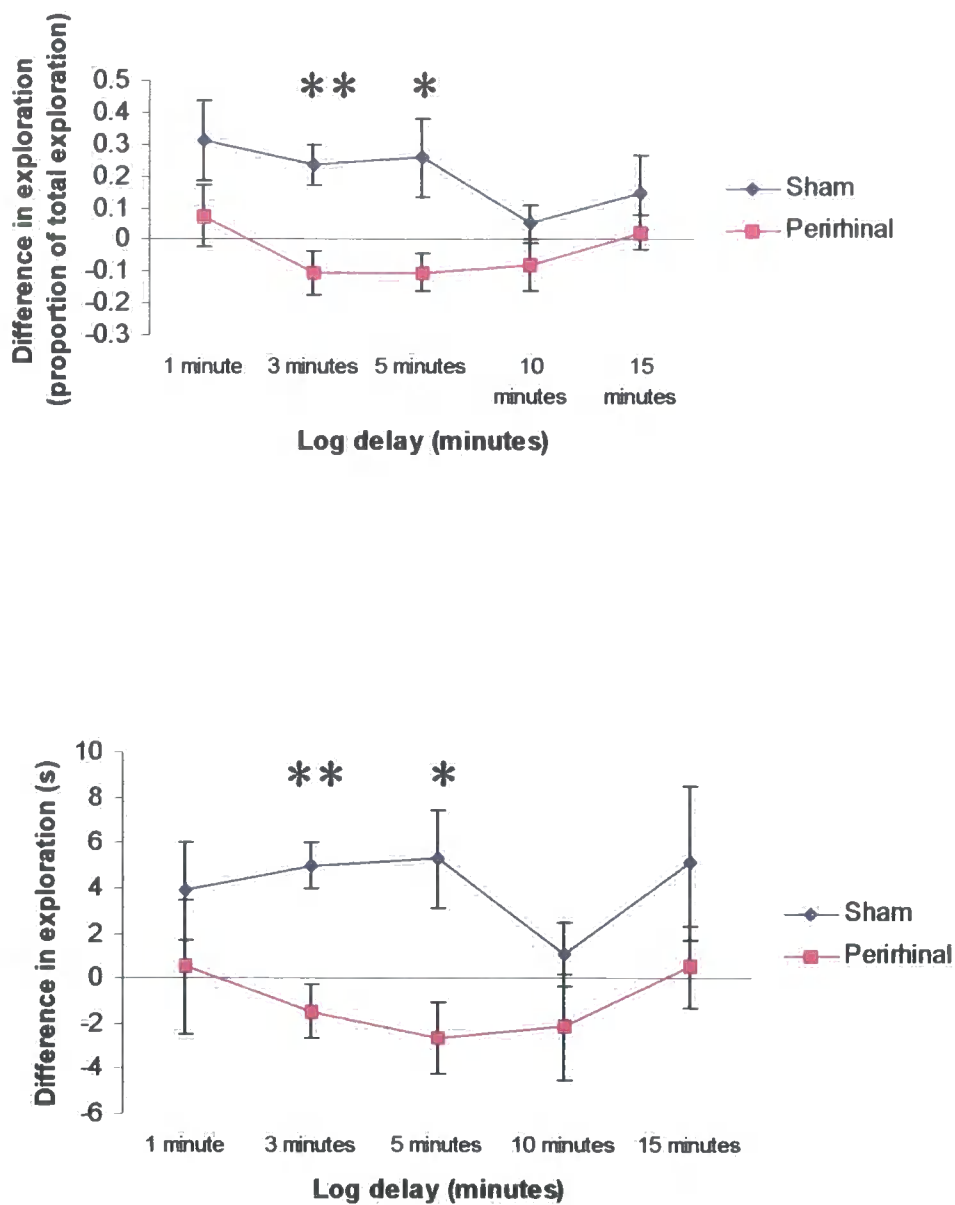 Difference in exploration
(proportion of total exploration)
0.5
0.4
0.3
0.2
0.1
0
-0.1
-0.2
-0.3
** *
Sham
Perirhinal
1 minute 3 minutes 5 minutes 10 minutes 15 minutes
Log delay (minutes)
Difference in exploration (s)
10
8
6
4
2
0
-2
-4
-6
** *
Sham
Perirhinal
1 minute 3 minutes 5 minutes 10 minutes 15 minutes
Log delay (minutes)